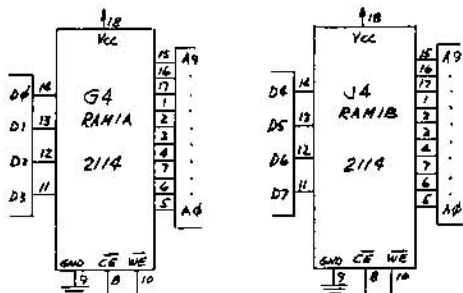 18
Vcc
15 A9
16
17
1
2
3
4
7
6
5 AØ
DØ 14
D1 13
D2 12
D3 11
G4
RAM1A
2114
GND CE WE
9 8 10
18
Vcc
15 A9
16
17
1
2
3
4
7
6
5 AØ
D4 14
D5 13
D6 12
D7 11
J4
RAM1B
2114
GND CE WE
9 8 10